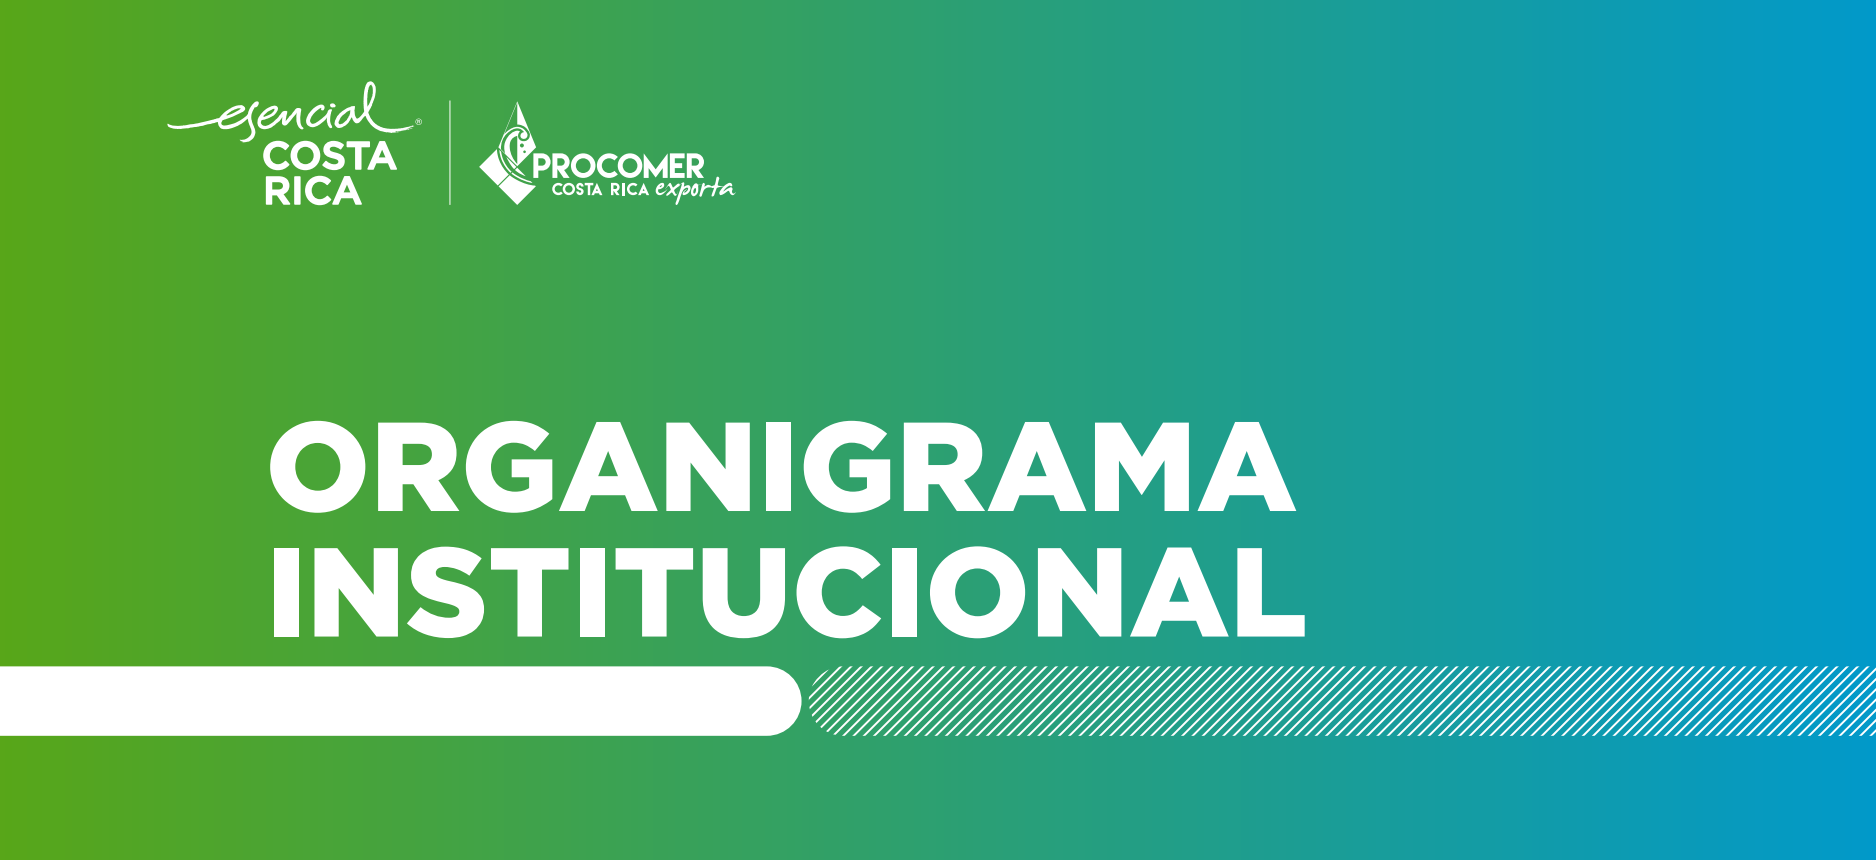 esencial
COSTA
RICA
PROCOMER
COSTA RICA exporta
ORGANIGRAMA
INSTITUCIONAL